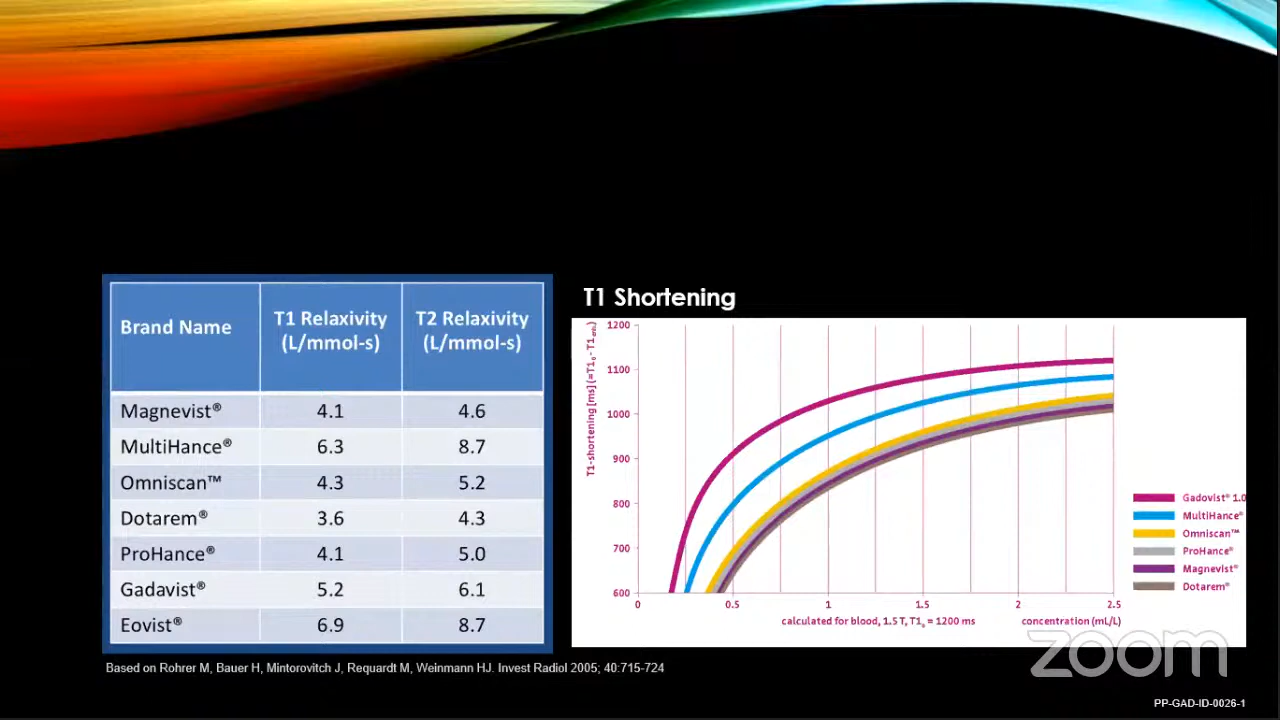 Brand Name T1 Relaxivity (L/mmol-s) T2 Relaxivity (L/mmol-s)
Magnevist® 4.1 4.6
MultiHance® 6.3 8.7
Omniscan™ 4.3 5.2
Dotarem® 3.6 4.3
ProHance® 4.1 5.0
Gadavist® 5.2 6.1
Eovist® 6.9 8.7
Based on Rohrer M, Bauer H, Mintorovitch J, Requardt M, Weinmann HJ. Invest Radiol 2005; 40:715-724
T1 Shortening
T1-shortening [ms] (=T1₀ - T1
1200
1100
1000
900
800
700
600
0 0.5 1 1.5 2 2.5
calculated for blood, 1.5 T, T1 = 1200 ms concentration (mL/L)
Gadovist® 1.0
MultiHance®
Omniscan™
ProHance®
Magnevist®
Dotarem®
zoom
PP-GAD-ID-0026-1